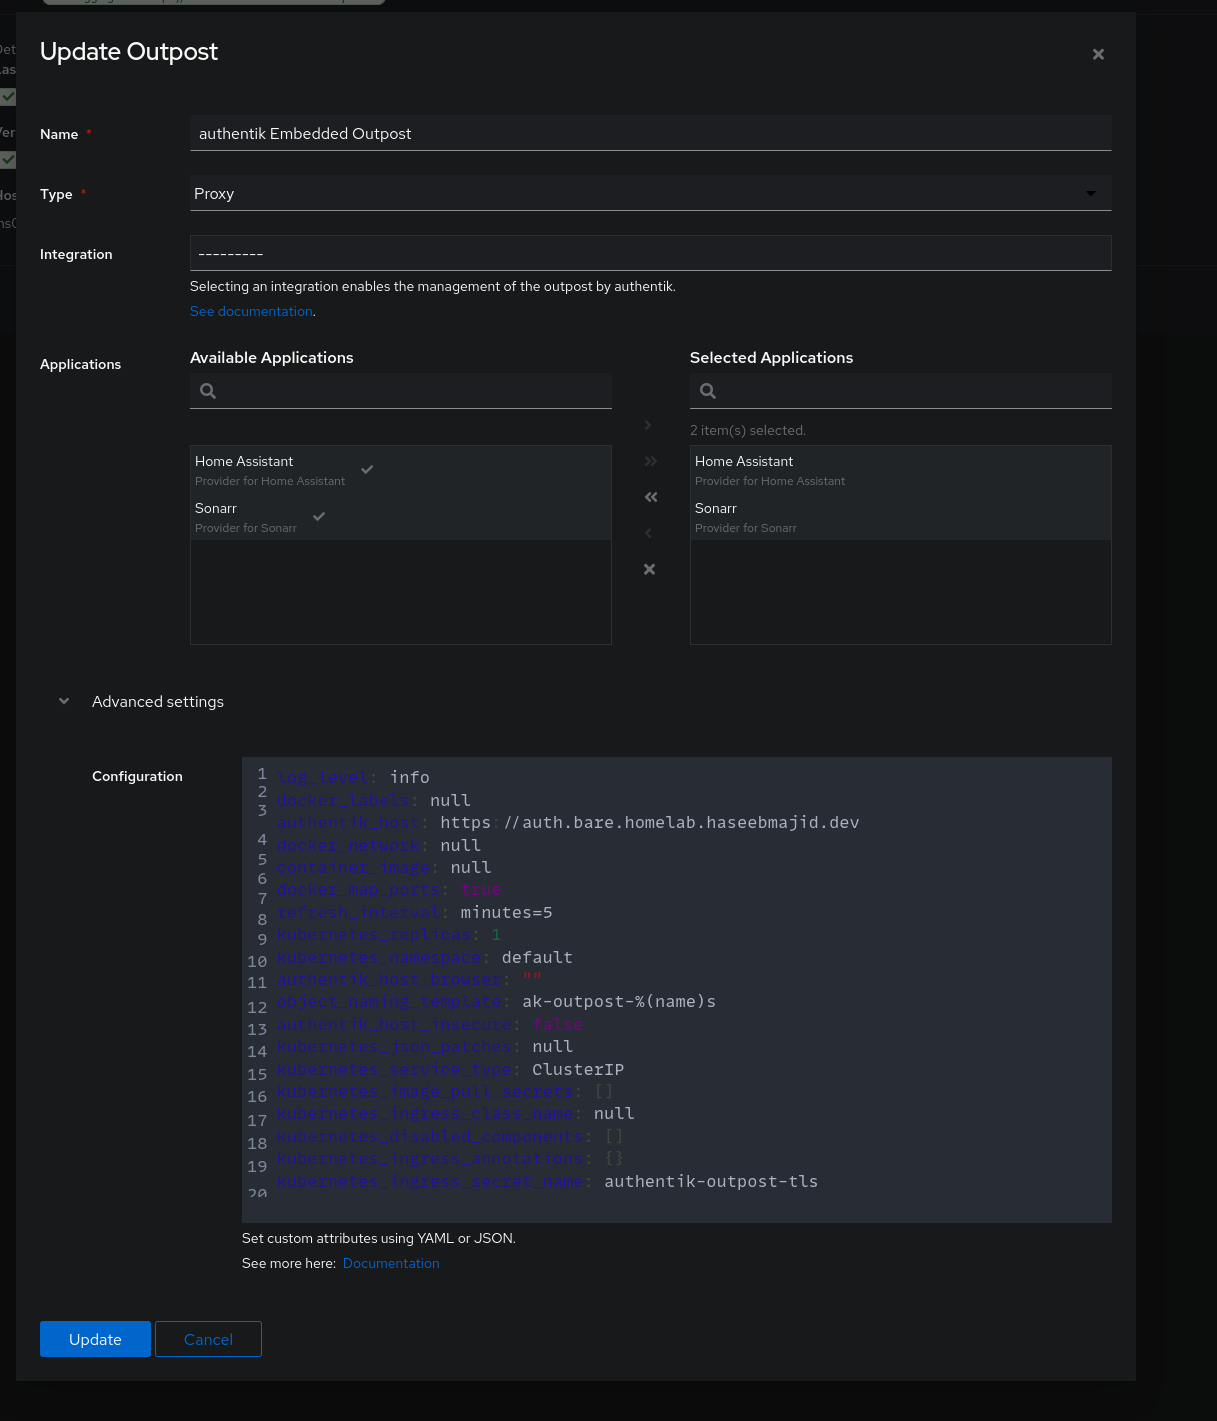 Update Outpost
Name *
authentik Embedded Outpost
Type *
Proxy
Integration
---------
Selecting an integration enables the management of the outpost by authentik.
See documentation.
Applications
Available Applications
Home Assistant
Provider for Home Assistant
Sonarr
Provider for Sonarr
Selected Applications
2 item(s) selected.
Home Assistant
Provider for Home Assistant
Sonarr
Provider for Sonarr
Advanced settings
Configuration
1 log_level: info
2 docker_labels: null
3 authentik_host: https://auth.bare.homelab.haseebmajid.dev
4 docker_network: null
5 container_image: null
6 docker_map_ports: true
7 refresh_interval: minutes=5
8 kubernetes_replicas: 1
9 kubernetes_namespace: default
10 authentik_host_browser: ""
11 object_naming_template: ak-outpost-%(name)s
12 authentik_host_insecure: false
13 kubernetes_json_patches: null
14 kubernetes_service_type: ClusterIP
15 kubernetes_image_pull_secrets: []
16 kubernetes_ingress_class_name: null
17 kubernetes_disabled_components: []
18 kubernetes_ingress_annotations: {}
19 kubernetes_ingress_secret_name: authentik-outpost-tls
20
Set custom attributes using YAML or JSON.
See more here: Documentation
Update
Cancel